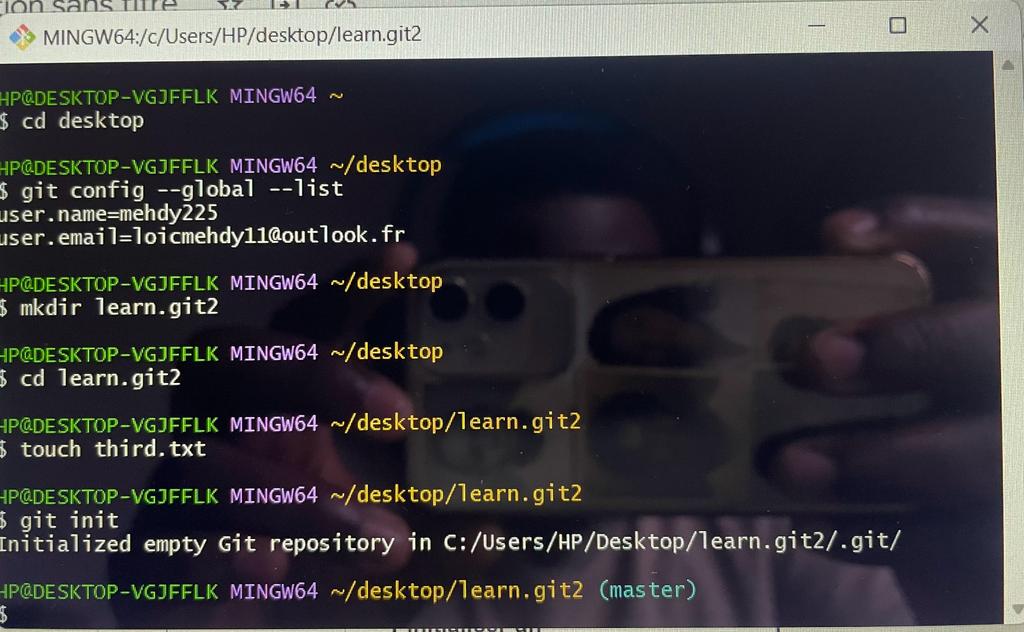 ion sans titre
MINGW64:/c/Users/HP/desktop/learn.git2
HP@DESKTOP-VGJFFLK MINGW64 ~
$ cd desktop
HP@DESKTOP-VGJFFLK MINGW64 ~/desktop
$ git config --global --list
user.name=mehdy225
user.email=loicmehdy11@outlook.fr
HP@DESKTOP-VGJFFLK MINGW64 ~/desktop
$ mkdir learn.git2
HP@DESKTOP-VGJFFLK MINGW64 ~/desktop
$ cd learn.git2
HP@DESKTOP-VGJFFLK MINGW64 ~/desktop/learn.git2
$ touch third.txt
HP@DESKTOP-VGJFFLK MINGW64 ~/desktop/learn.git2
$ git init
Initialized empty Git repository in C:/Users/HP/Desktop/learn.git2/.git/
HP@DESKTOP-VGJFFLK MINGW64 ~/desktop/learn.git2 (master)
$